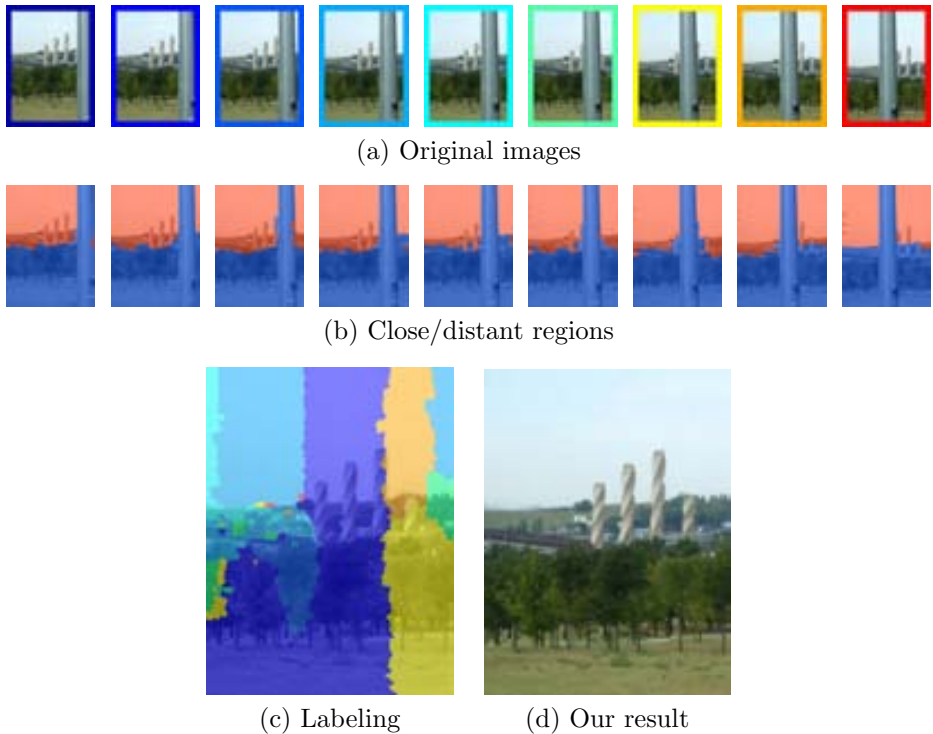 (a) Original images
(b) Close/distant regions
(c) Labeling
(d) Our result